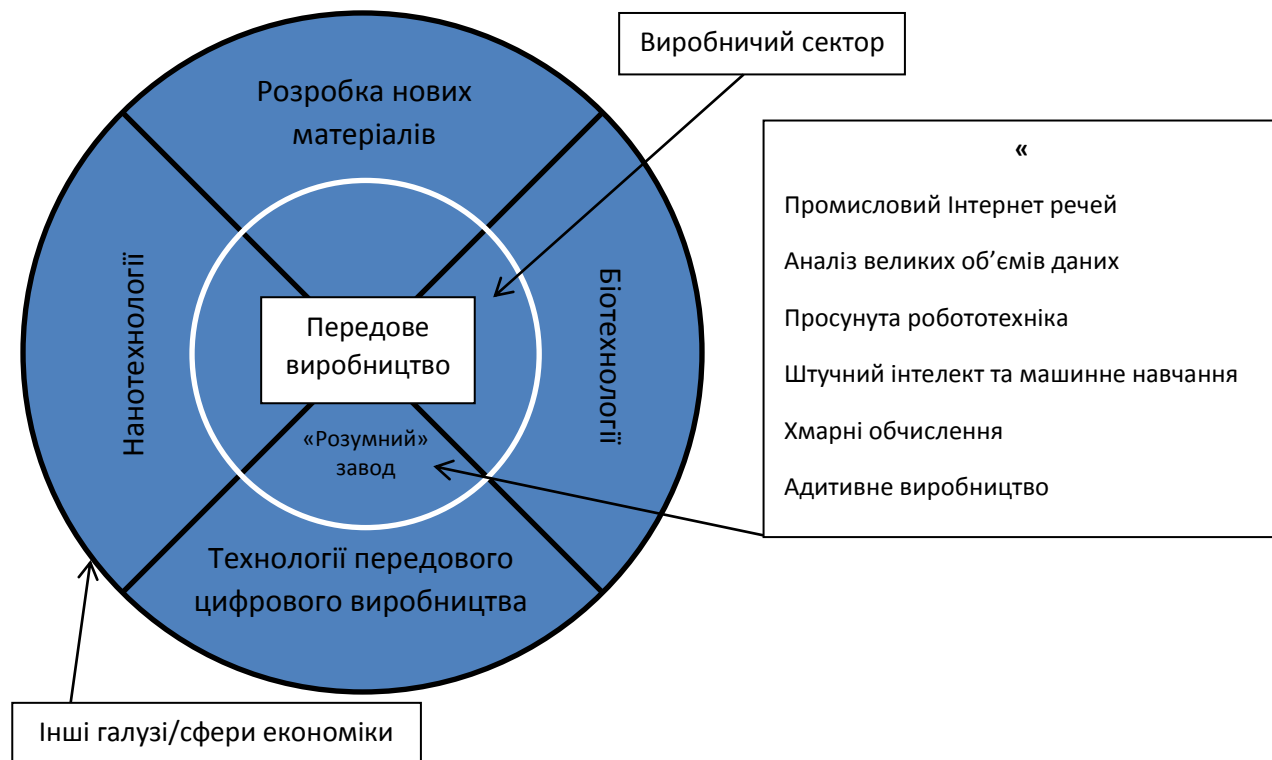 Виробничий сектор
Розробка нових
матеріалів
«
Промисловий Інтернет речей
Аналіз великих об’ємів даних
Просунута робототехніка
Штучний інтелект та машинне навчання
Хмарні обчислення
Адитивне виробництво
Нанотехнології
Біотехнології
Передове
виробництво
«Розумний»
завод
Технології передового
цифрового виробництва
Інші галузі/сфери економіки